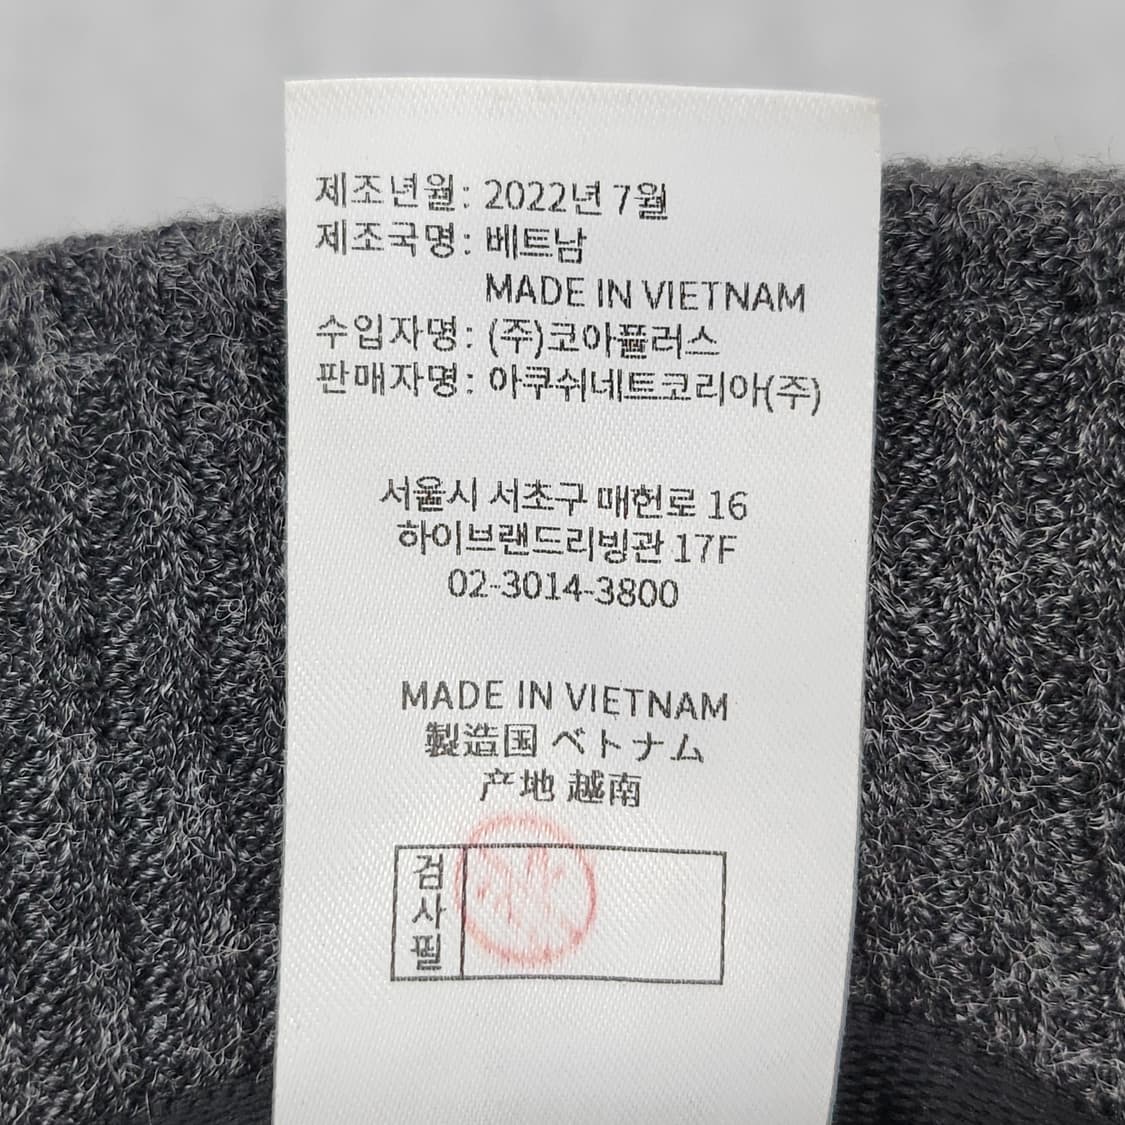 제조년월: 2022년 7월
제조국명: 베트남
MADE IN VIETNAM
수입자명: (주)코아플러스
판매자명: 아쿠쉬네트코리아(주)
서울시 서초구 매헌로 16
하이브랜드리빙관 17F
02-3014-3800
MADE IN VIETNAM
製造国 ベトナム
产地 越南
검
사
필